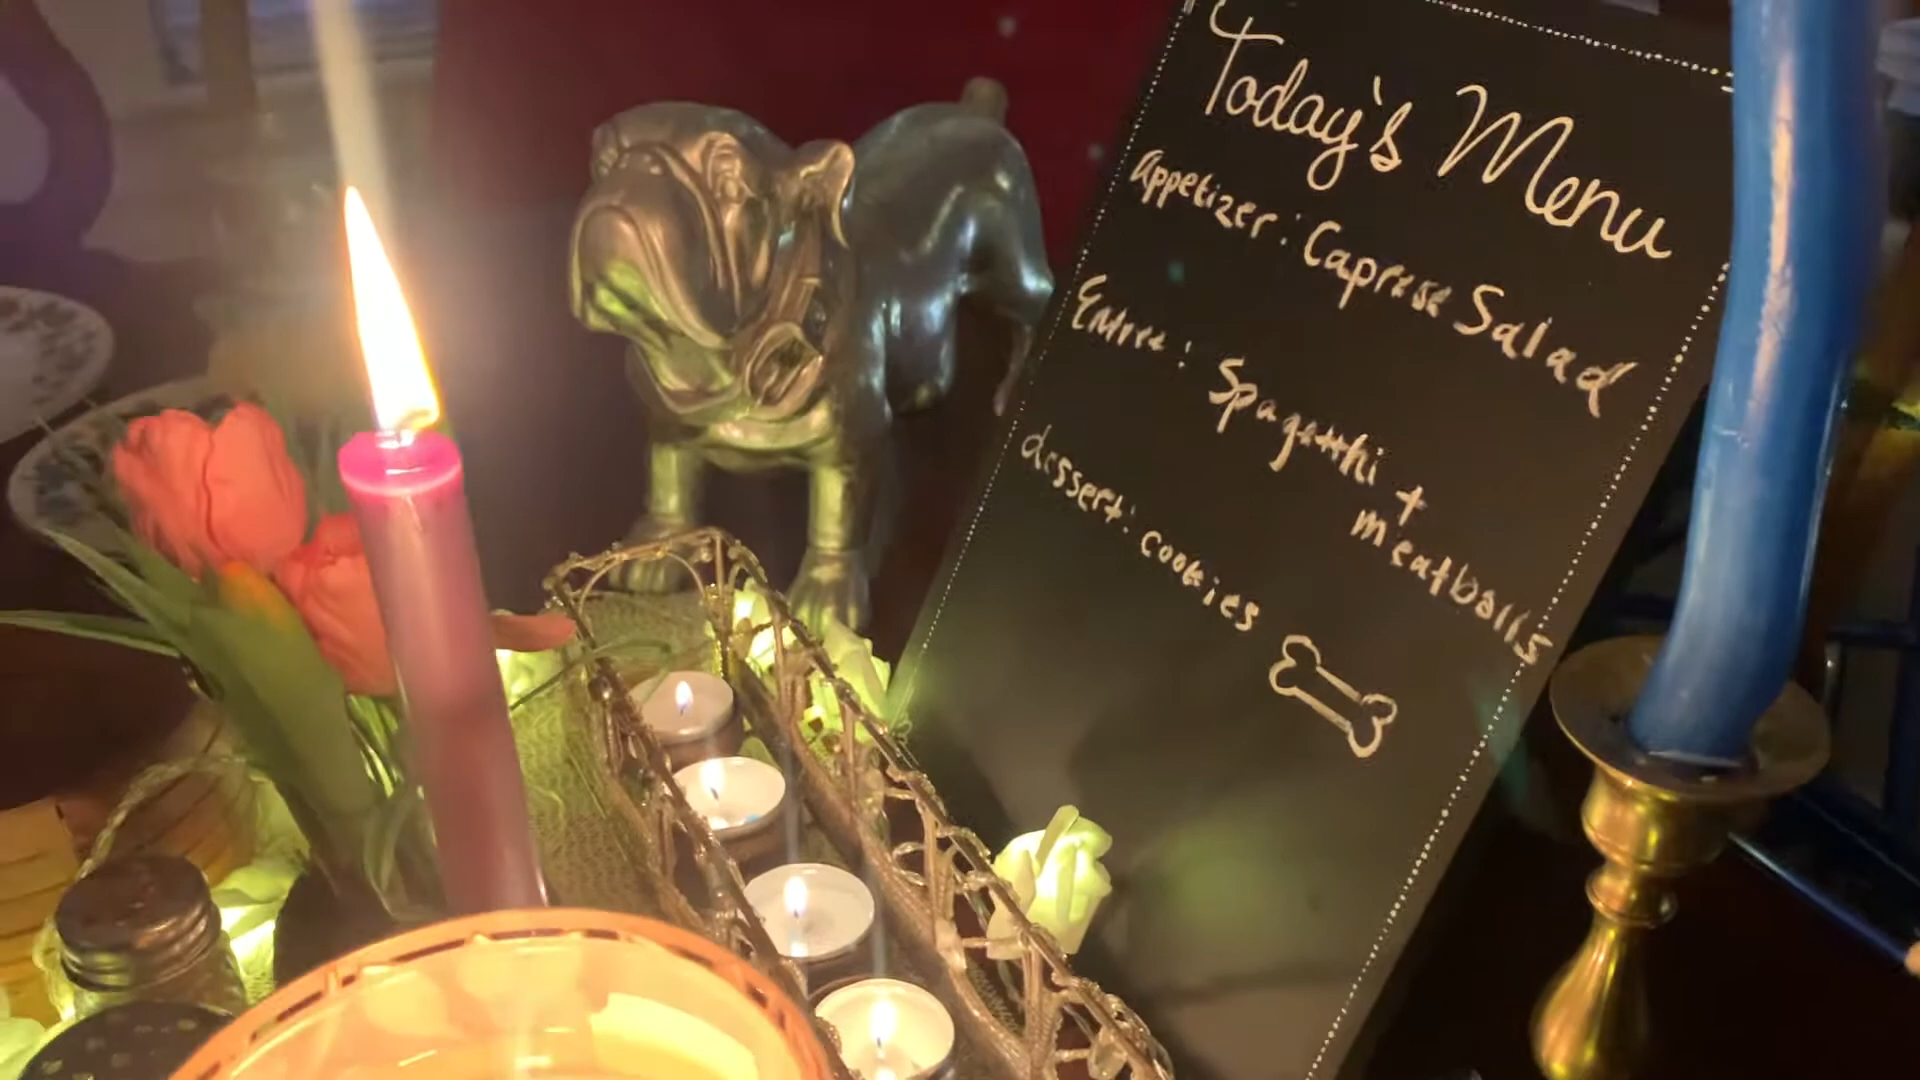 Today's Menu
Appetizer: Caprese Salad
Entree: Spagetthi +
meatballs
dessert: cookies